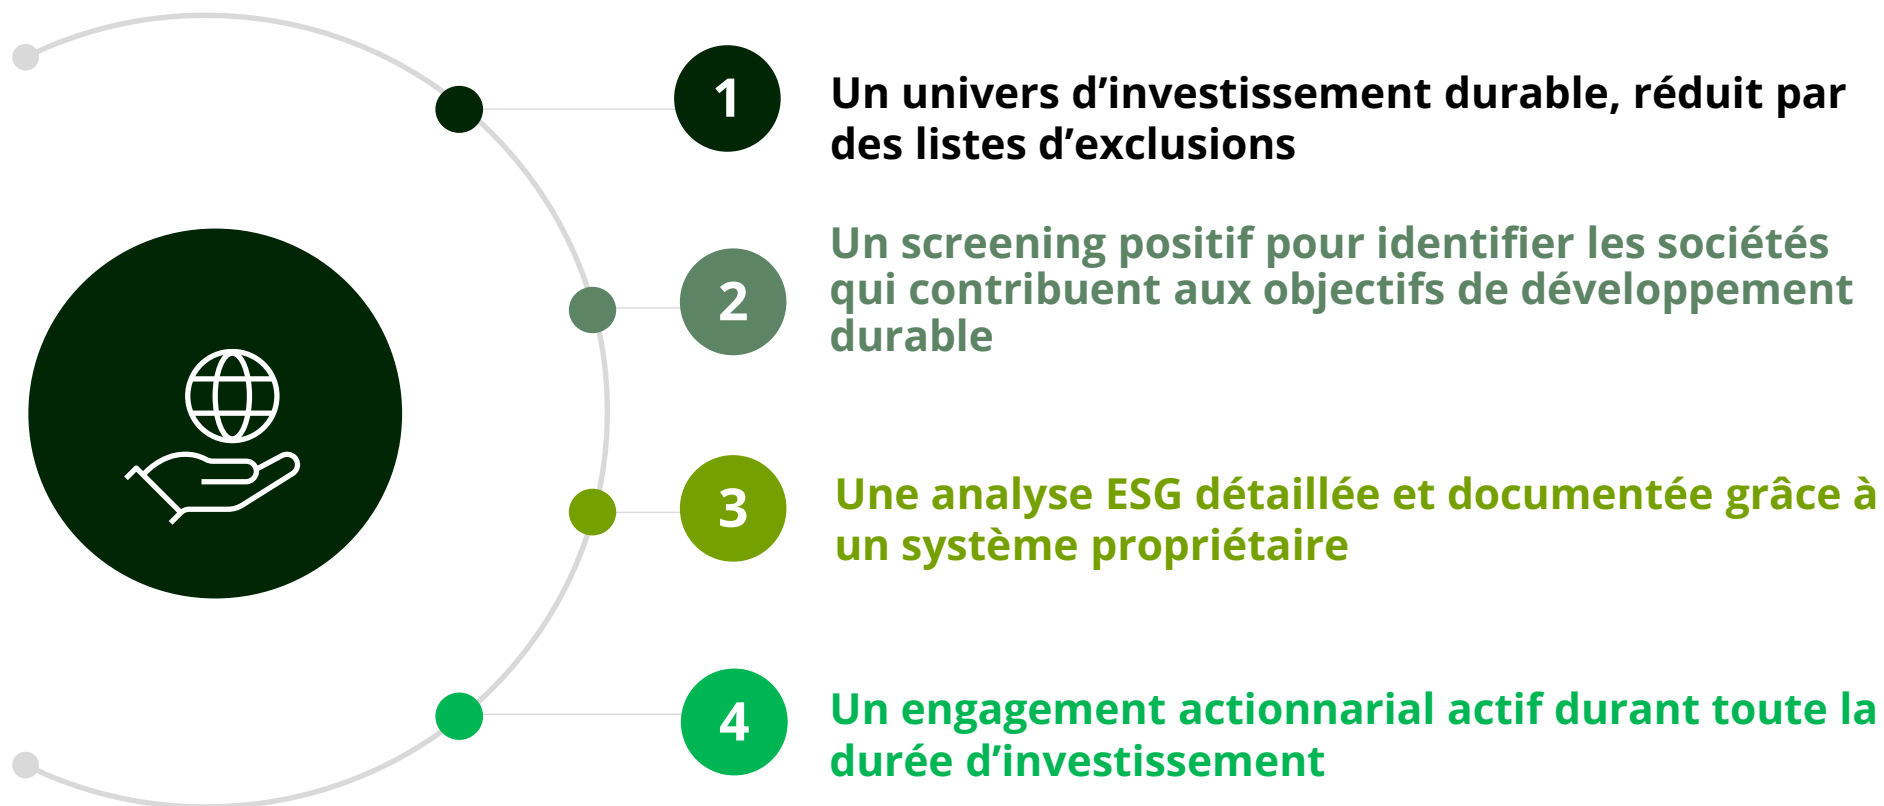 1
Un univers d’investissement durable, réduit par
des listes d’exclusions
2
Un screening positif pour identifier les sociétés
qui contribuent aux objectifs de développement
durable
3
Une analyse ESG détaillée et documentée grâce à
un système propriétaire
4
Un engagement actionnarial actif durant toute la
durée d’investissement